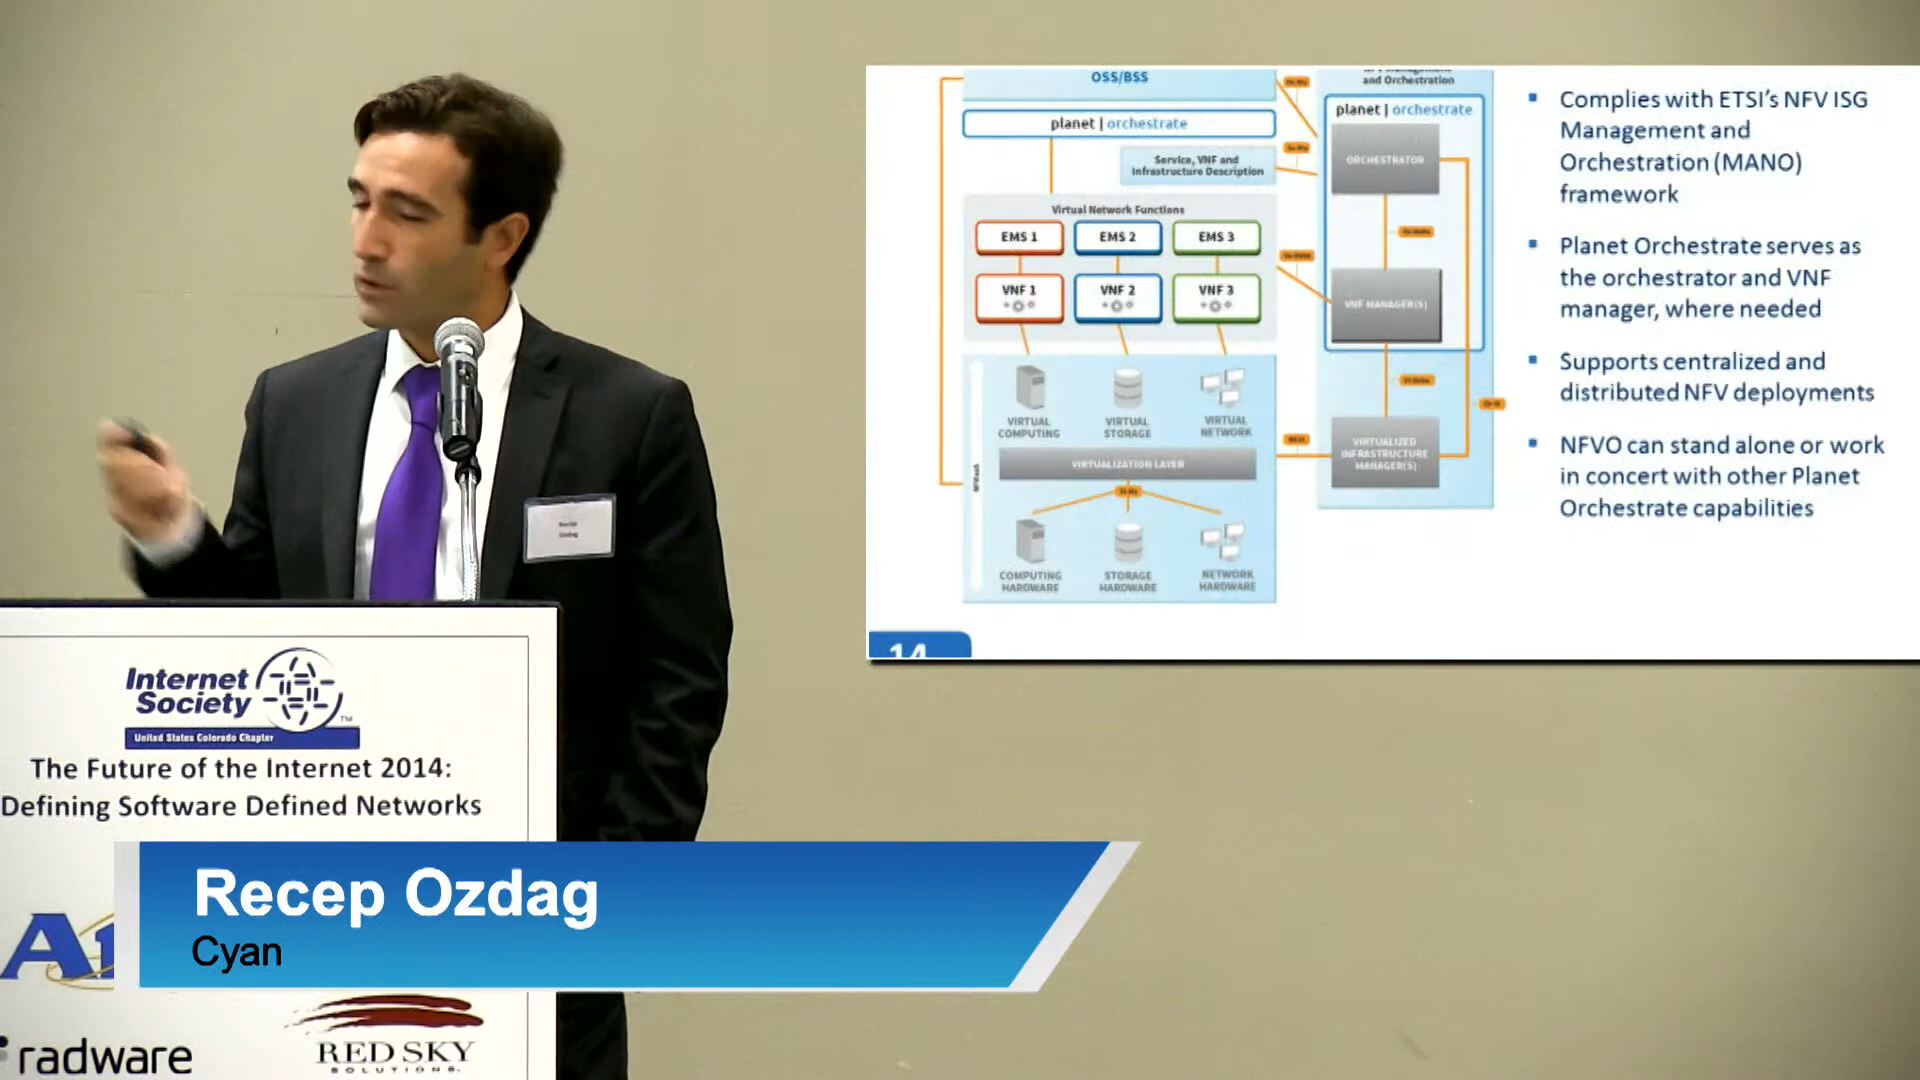 OSS/BSS
planet | orchestrate
Service, VNF and
Infrastructure Description
Virtual Network Functions
EMS 1
EMS 2
EMS 3
VNF 1
VNF 2
VNF 3
VIRTUAL
COMPUTING
VIRTUAL
STORAGE
VIRTUAL
NETWORK
VIRTUALIZATION LAYER
COMPUTING
HARDWARE
STORAGE
HARDWARE
NETWORK
HARDWARE
and Orchestration
planet | orchestrate
ORCHESTRATOR
VNF MANAGER(S)
VIRTUALIZED
INFRASTRUCTURE
MANAGER(S)
Complies with ETSI's NFV ISG
Management and
Orchestration (MANO)
framework
Planet Orchestrate serves as
the orchestrator and VNF
manager, where needed
Supports centralized and
distributed NFV deployments
NFVO can stand alone or work
in concert with other Planet
Orchestrate capabilities
14
Recep
Ozdag
Internet
Society
TM
United States Colorado Chapter
The Future of the Internet 2014:
Defining Software Defined Networks
Recep Ozdag
Cyan
radware
RED SKY
SOLUTIONS